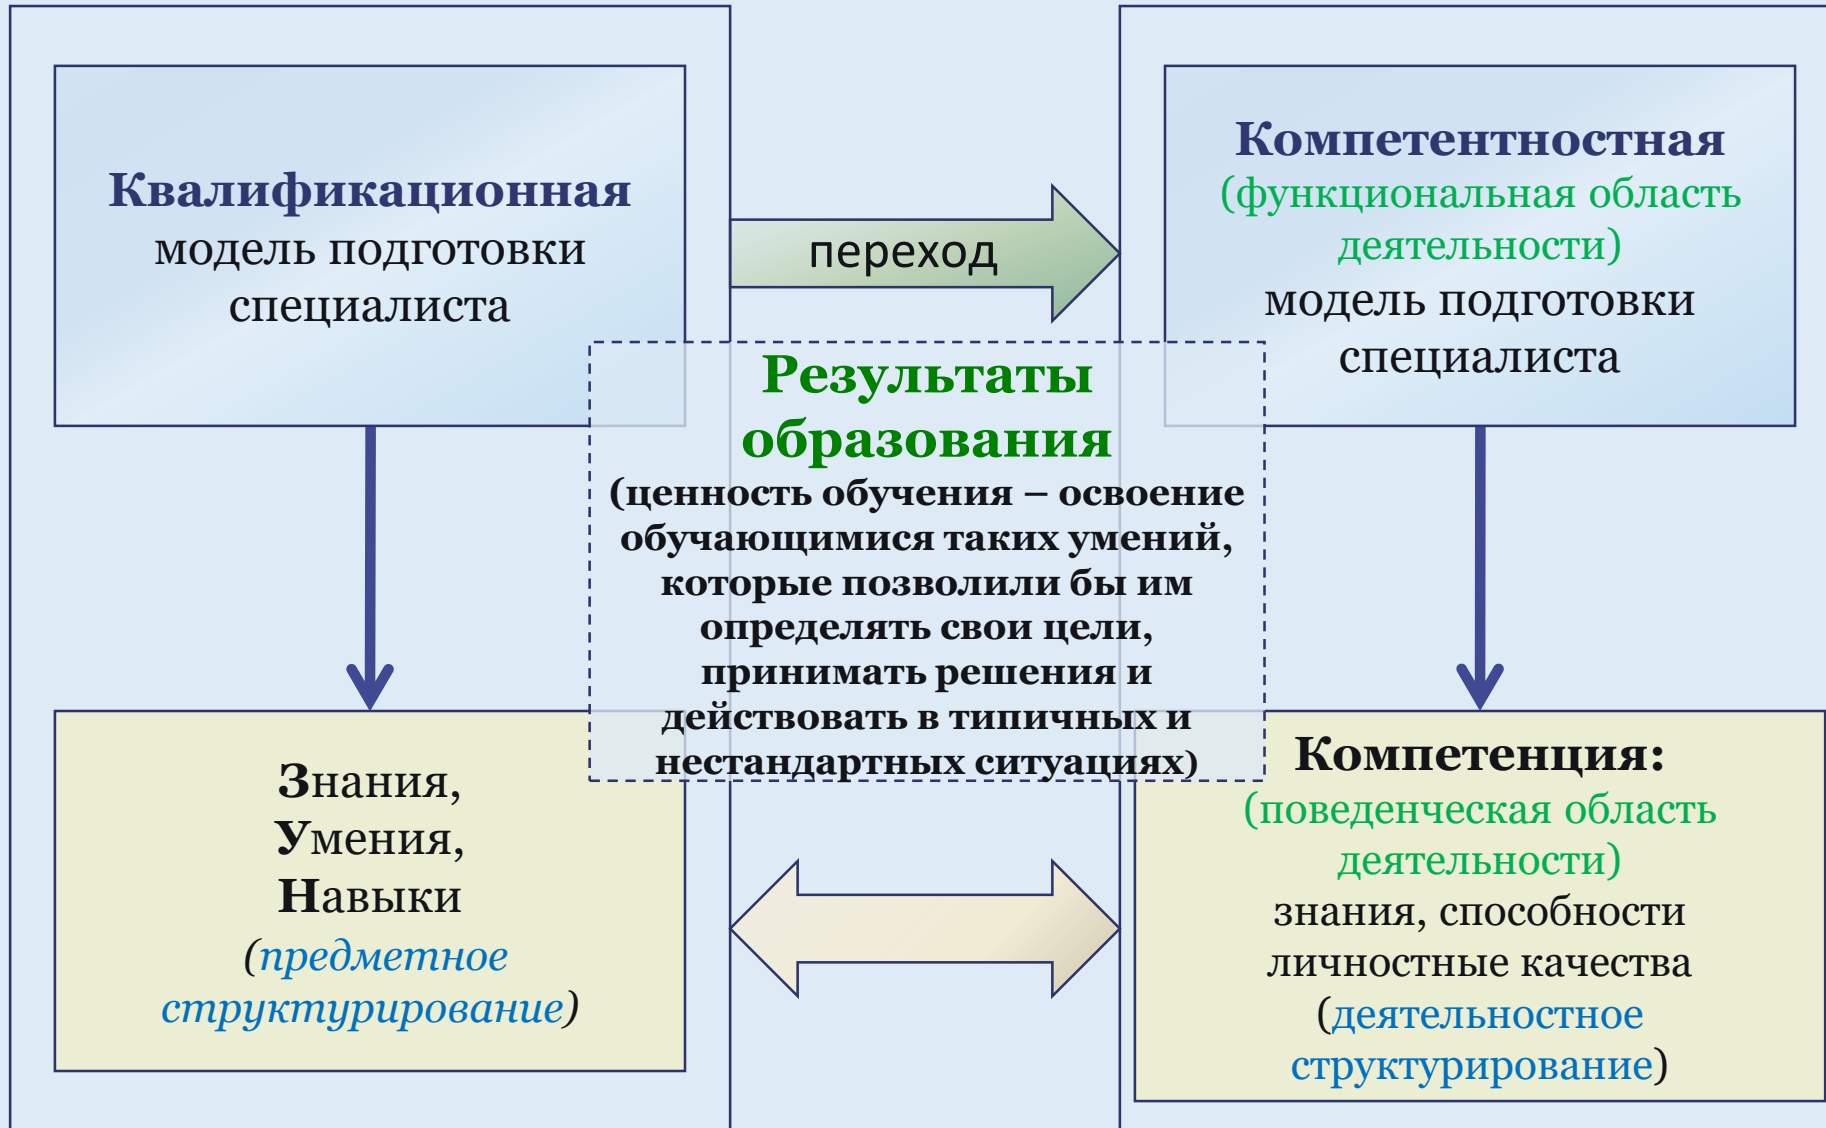 Квалификационная
модель подготовки
специалиста
переход
Компетентностная
(функциональная область
деятельности)
модель подготовки
специалиста
Результаты
образования
(ценность обучения – освоение
обучающимися таких умений,
которые позволили бы им
определять свои цели,
принимать решения и
действовать в типичных и
нестандартных ситуациях)
Знания,
Умения,
Навыки
(предметное
структурирование)
Компетенция:
(поведенческая область
деятельности)
знания, способности
личностные качества
(деятельностное
структурирование)